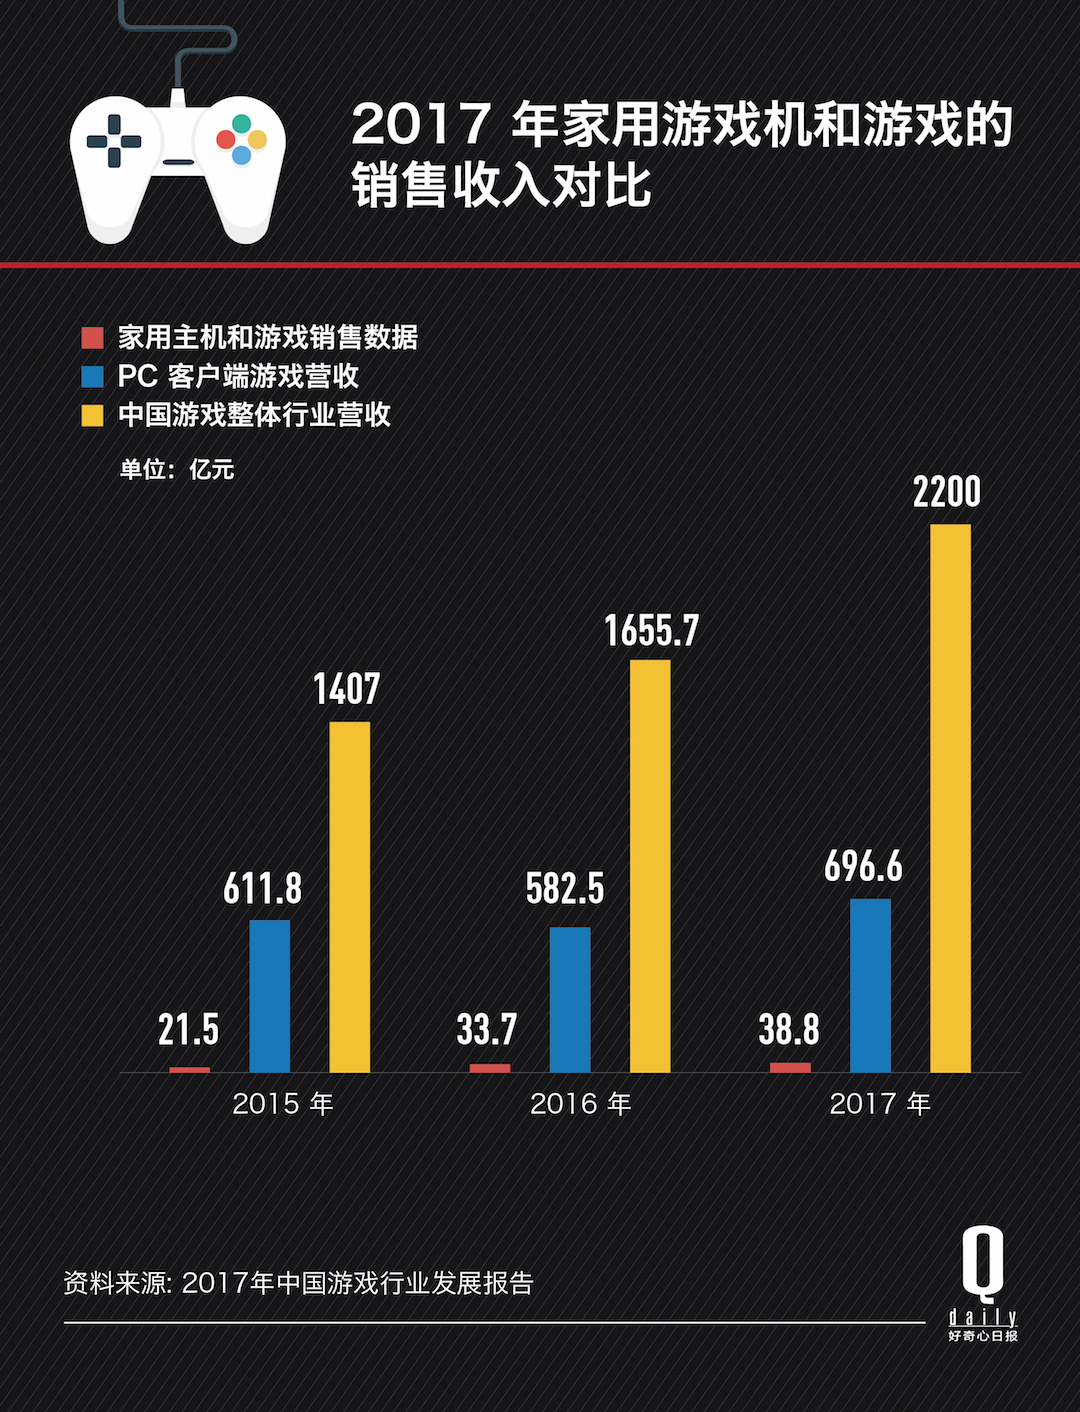 2017 年家用游戏机和游戏的
销售收入对比
家用主机和游戏销售数据
PC 客户端游戏营收
中国游戏整体行业营收
单位：亿元
2200
1655.7
1407
696.6
611.8
582.5
21.5
33.7
38.8
2015 年
2016 年
2017 年
资料来源: 2017年中国游戏行业发展报告
Q
daily
好奇心日报